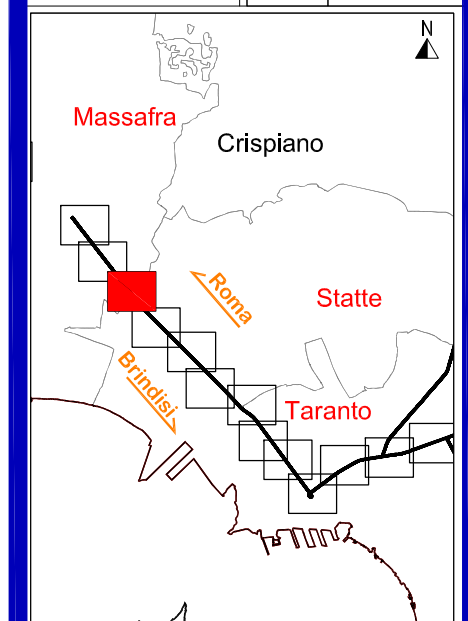 N
Massafra
Crispiano
Roma
Statte
Brindisi
Taranto